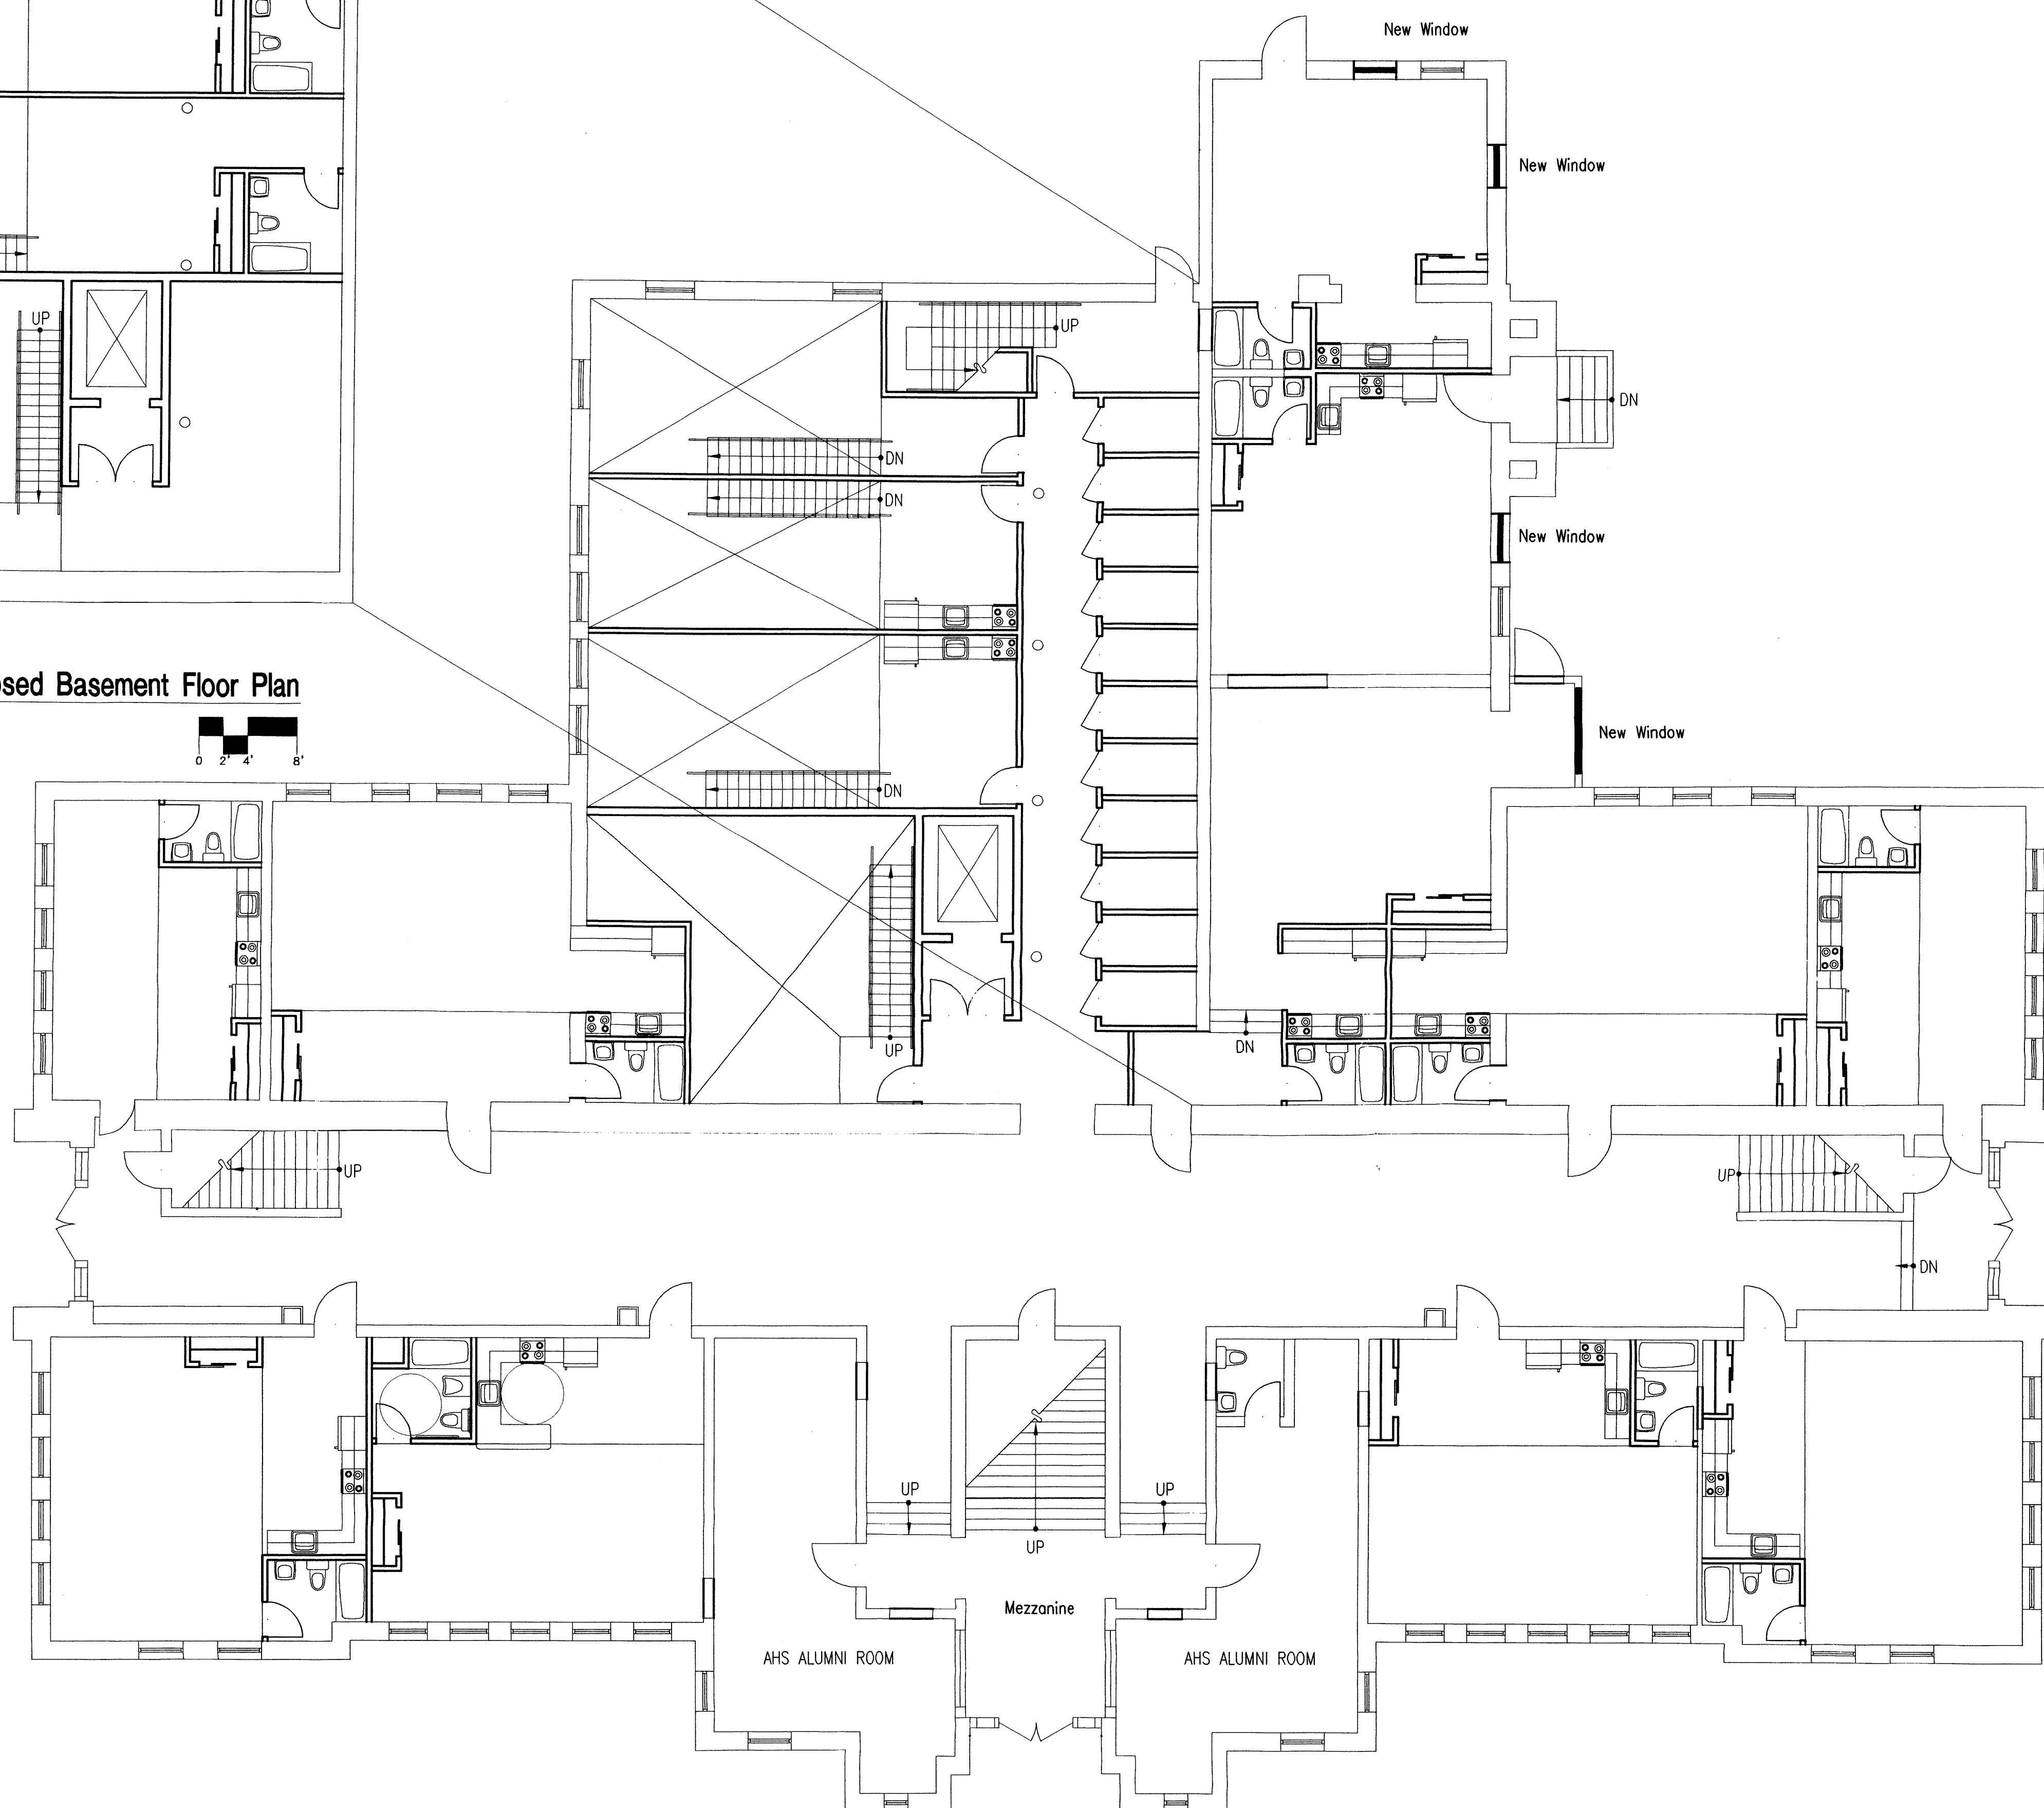 New Window
New Window
UP
UP
DN
DN
DN
New Window
osed Basement Floor Plan
New Window
0 2' 4' 8'
DN
UP
DN
UP
UP
DN
UP
UP
UP
Mezzanine
AHS ALUMNI ROOM
AHS ALUMNI ROOM